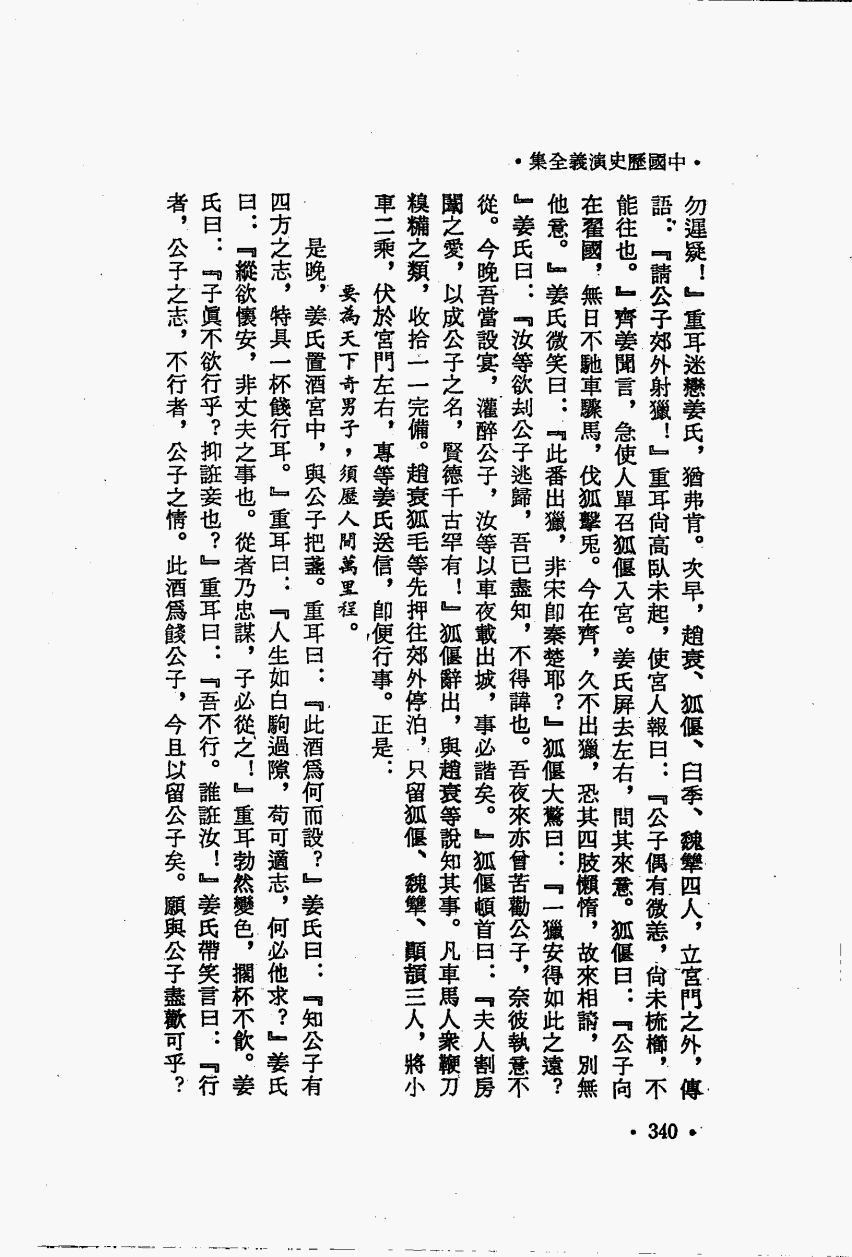 ·中國歷史演義全集·
勿遲疑！』重耳迷戀姜氏，猶弗肯。次早，趙衰、狐偃、臼季、魏犨四人，立宮門之外，傳
語：『請公子郊外射獵！』重耳尙高臥未起，使宮人報曰：『公子偶有微恙，尙未梳櫛，不
能往也。』齊姜聞言，急使人單召狐偃入宮。姜氏屏去左右，問其來意。狐偃曰：『公子向
在翟國，無日不馳車驟馬，伐狐擊兎。今在齊，久不出獵，恐其四肢懶惰，故來相請，別無
他意。』姜氏微笑曰：『此番出獵，非宋卽秦楚耶？』狐偃大驚曰：『一獵安得如此之遠？
』姜氏曰：『汝等欲刦公子逃歸，吾已盡知，不得諱也。吾夜來亦曾苦勸公子，奈彼執意不
從。今晚吾當設宴，灌醉公子，汝等以車夜載出城，事必諧矣。』狐偃頓首曰：『夫人割房
闈之愛，以成公子之名，賢德千古罕有！』狐偃辭出，與趙衰等說知其事。凡車馬人衆鞭刀
糗糒之類，收拾一一完備。趙衰狐毛等先押往郊外停泊，只留狐偃、魏犨、顚頡三人，將小
車二乘，伏於宮門左右，專等姜氏送信，卽便行事。正是：
要為天下奇男子，須歷人間萬里程。
是晚，姜氏置酒宮中，與公子把盞。重耳曰：『此酒爲何而設？』姜氏曰：『知公子有
四方之志，特具一杯餞行耳。』重耳曰：『人生如白駒過隙，苟可適志，何必他求？』姜氏
曰：『縱欲懷安，非丈夫之事也。從者乃忠謀，子必從之！』重耳勃然變色，擱杯不飮。姜
氏曰：『子眞不欲行乎？抑誑妾也？』重耳曰：『吾不行。誰誑汝！』姜氏帶笑言曰：『行
者，公子之志，不行者，公子之情。此酒爲餞公子，今且以留公子矣。願與公子盡歡可乎？
·340·